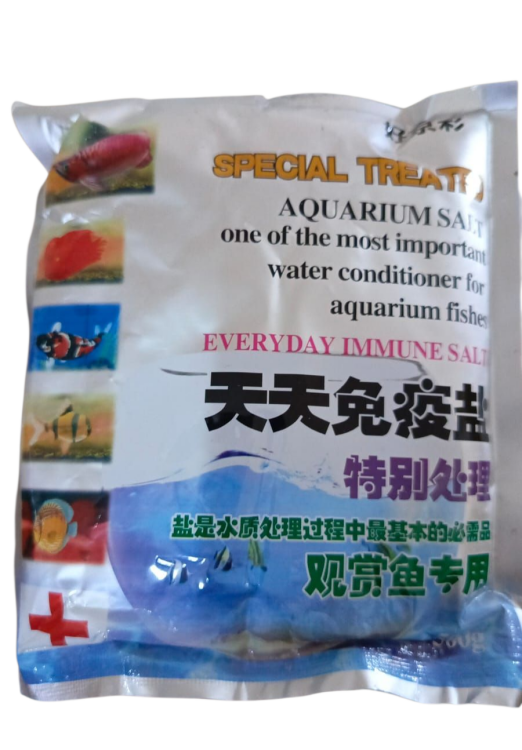 SPECIAL TREAT
AQUARIUM SALT
one of the most important
water conditioner for
aquarium fishes
EVERYDAY IMMUNE SALT
天天免疫盐
特别处理
盐是水质处理过程中最基本的必需品
观赏鱼专用